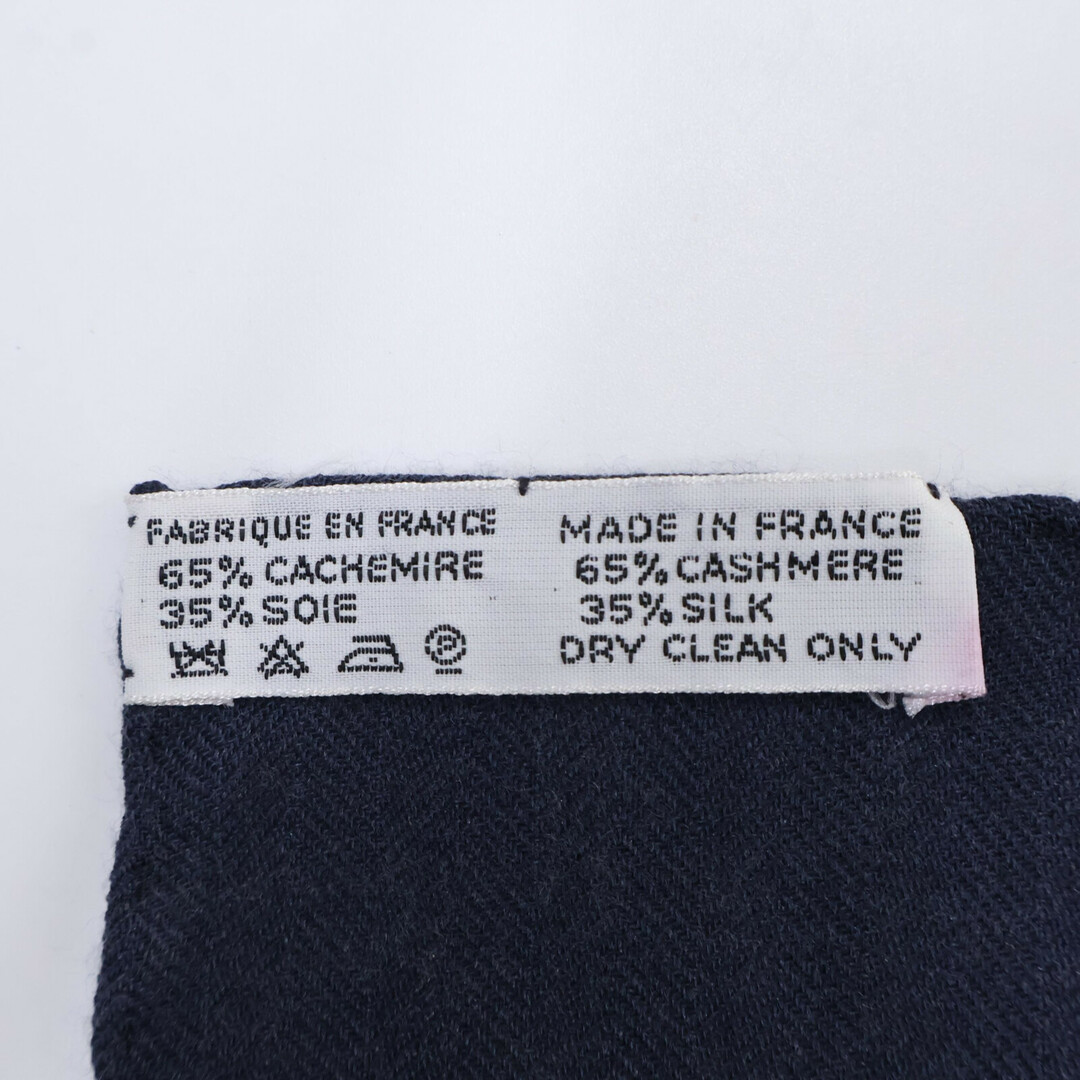 FABRIQUE EN FRANCE
65% CACHEMIRE
35% SOIE
P
MADE IN FRANCE
65% CASHMERE
35% SILK
DRY CLEAN ONLY